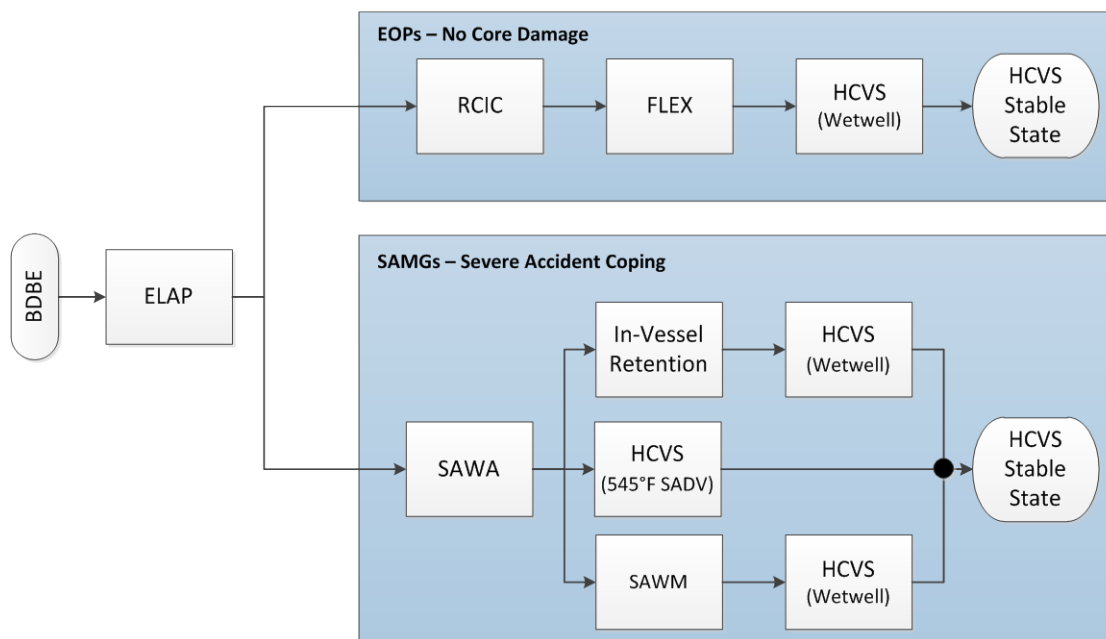 EOPs – No Core Damage
RCIC
FLEX
HCVS
(Wetwell)
HCVS
Stable
State
BDBE
ELAP
SAMGs – Severe Accident Coping
In-Vessel
Retention
HCVS
(Wetwell)
SAWA
HCVS
(545°F SADV)
HCVS
Stable
State
SAWM
HCVS
(Wetwell)